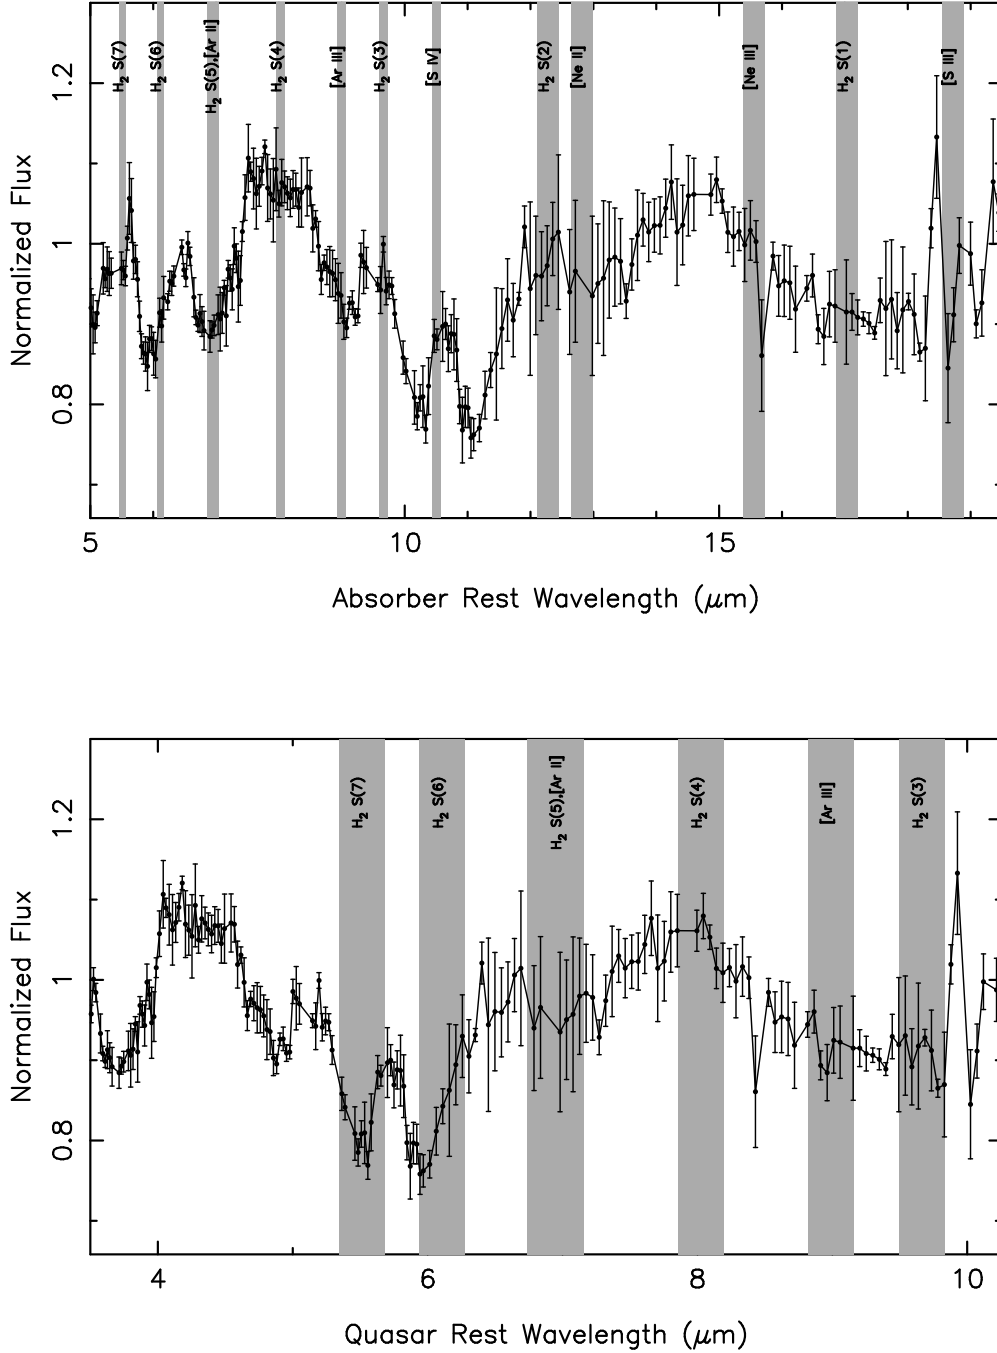 H2 S(7)
H2 S(6)
H2 S(5),[Ar II]
H2 S(4)
[Ar III]
H2 S(3)
[S IV]
H2 S(2)
[Ne II]
[Ne III]
H2 S(1)
[S III]
1.2
1
0.8
Normalized Flux
5 10 15
Absorber Rest Wavelength (μm)
H2 S(7)
H2 S(6)
H2 S(5),[Ar II]
H2 S(4)
[Ar III]
H2 S(3)
1.2
1
0.8
Normalized Flux
4 6 8 10
Quasar Rest Wavelength (μm)